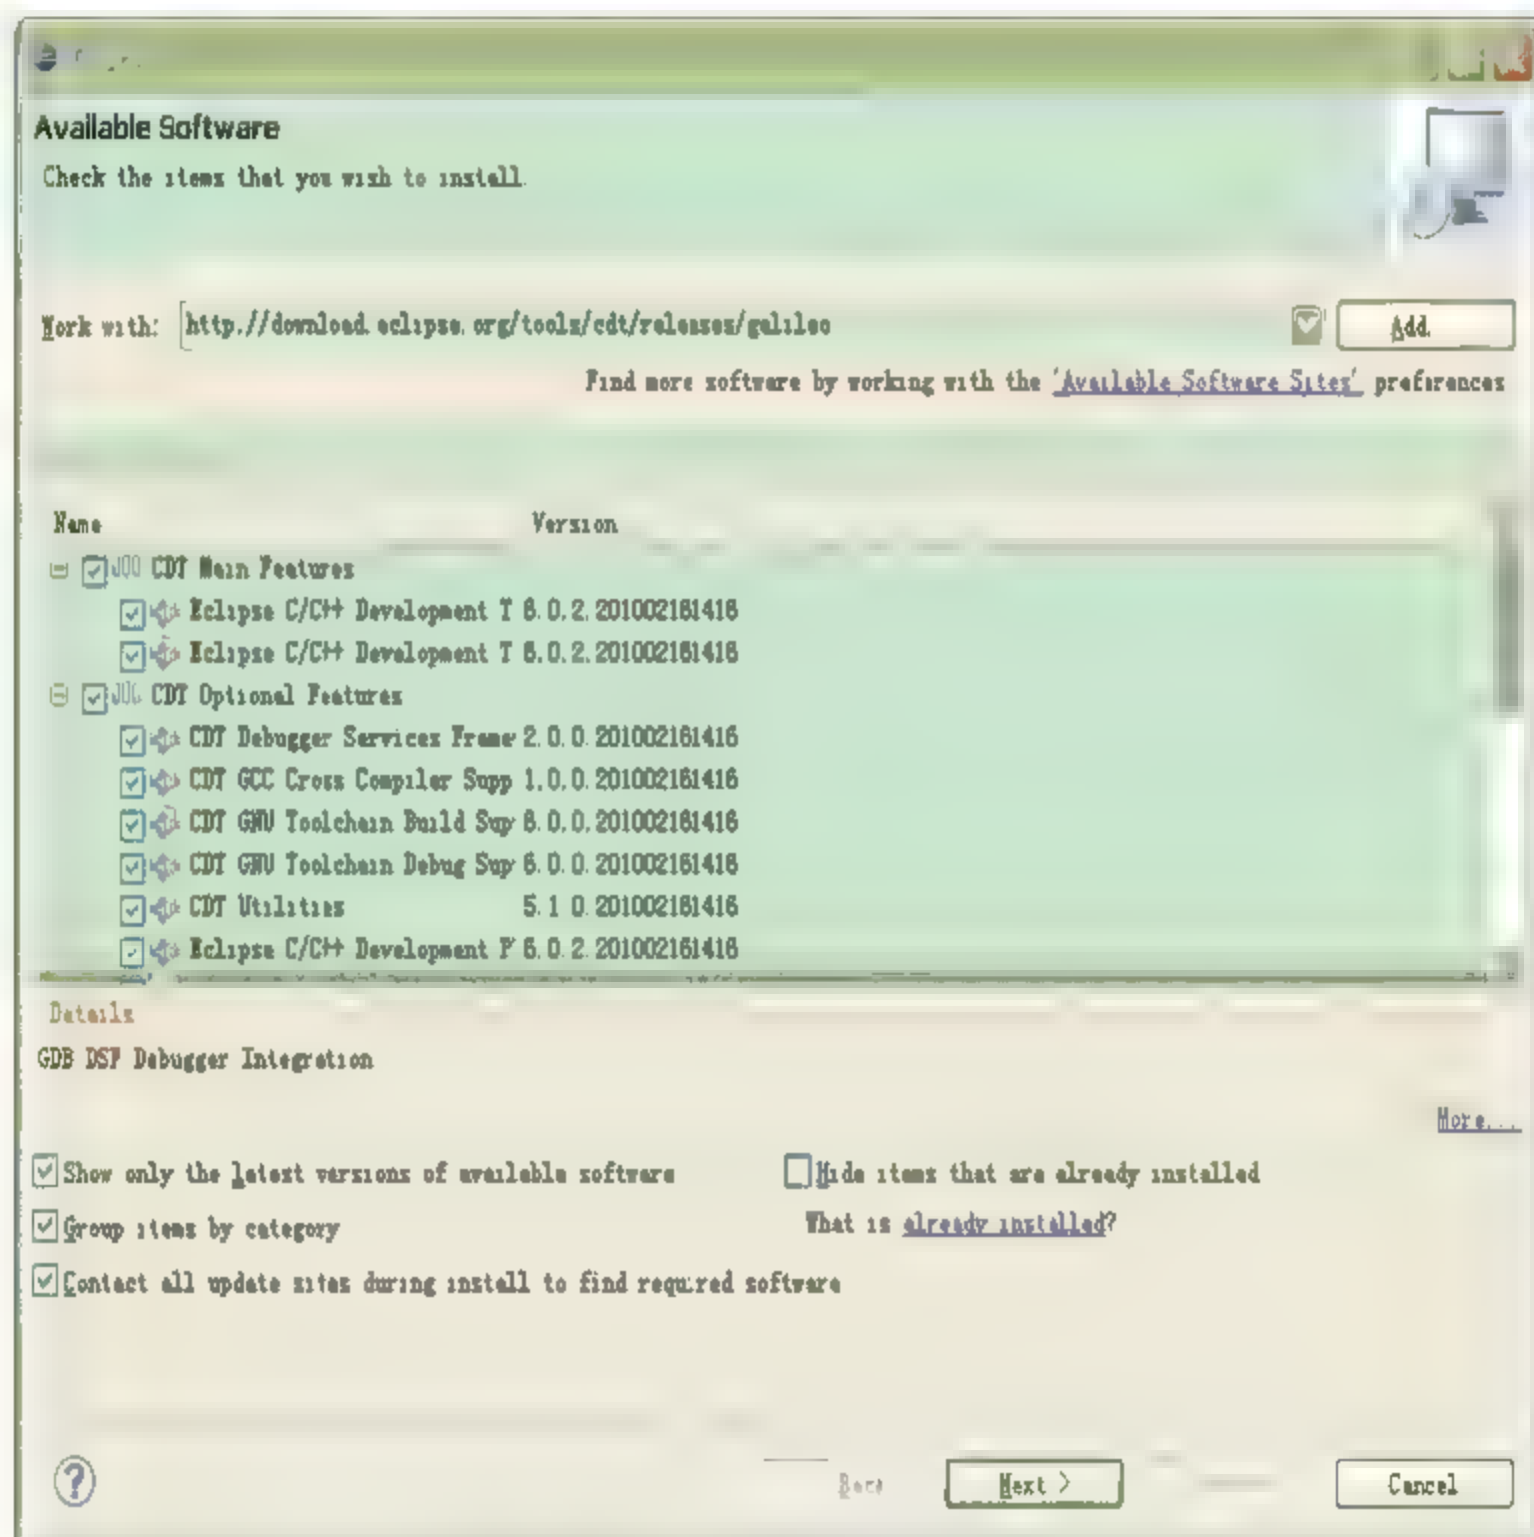 Available Software
Check the items that you wish to install.
Work with: http://download.eclipse.org/tools/cdt/releases/galileo Add.
Find more software by working with the 'Available Software Sites' preferences
Name Version
CDT Main Features
Eclipse C/C++ Development T 6.0.2.201002161416
Eclipse C/C++ Development T 6.0.2.201002161416
CDT Optional Features
CDT Debugger Services Frame 2.0.0.201002161416
CDT GCC Cross Compiler Supp 1.0.0.201002161416
CDT GNU Toolchain Build Sup 6.0.0.201002161416
CDT GNU Toolchain Debug Sup 6.0.0.201002161416
CDT Utilities 5.1.0.201002161416
Eclipse C/C++ Development P 6.0.2.201002161416
Details
GDB DSF Debugger Integration
More...
Show only the latest versions of available software Hide items that are already installed
Group items by category What is already installed?
Contact all update sites during install to find required software
Back Next > Cancel